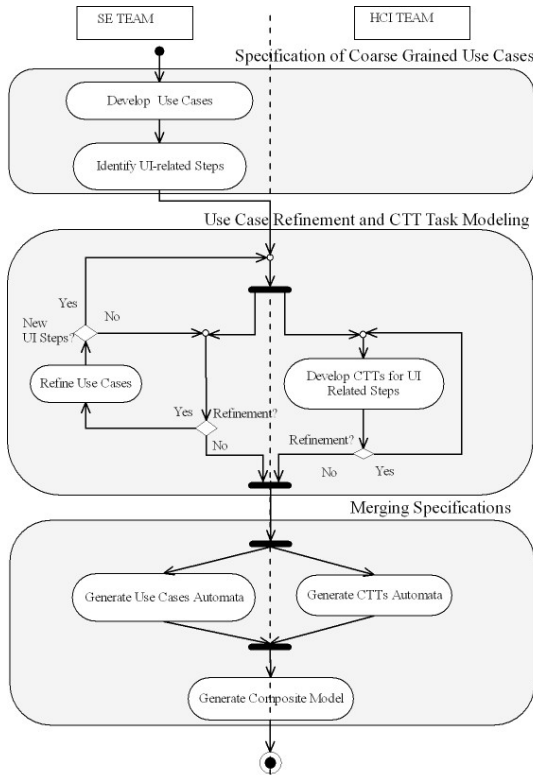 SE TEAM
HCI TEAM
Specification of Coarse Grained Use Cases
Develop Use Cases
Identify UI-related Steps
Use Case Refinement and CTT Task Modeling
Yes
No
New
UI Steps?
Refine Use Cases
Develop CTTs for UI
Related Steps
Yes
Refinement?
No
Refinement?
No
Yes
Merging Specifications
Generate Use Cases Automata
Generate CTTs Automata
Generate Composite Model